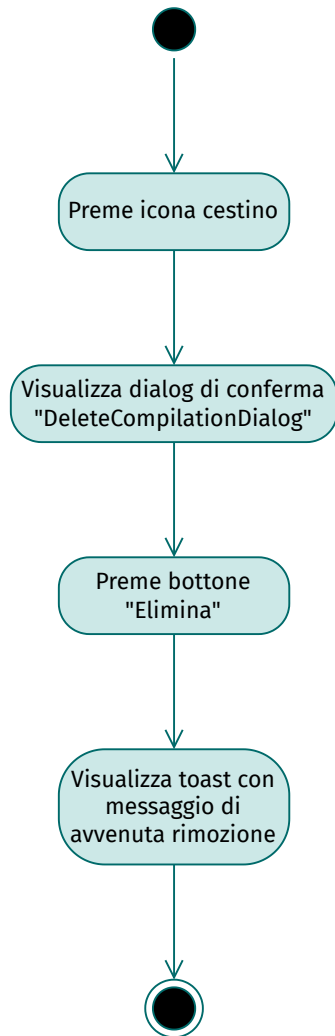 Preme icona cestino
Visualizza dialog di conferma
"DeleteCompilationDialog"
Preme bottone
"Elimina"
Visualizza toast con
messaggio di
avvenuta rimozione